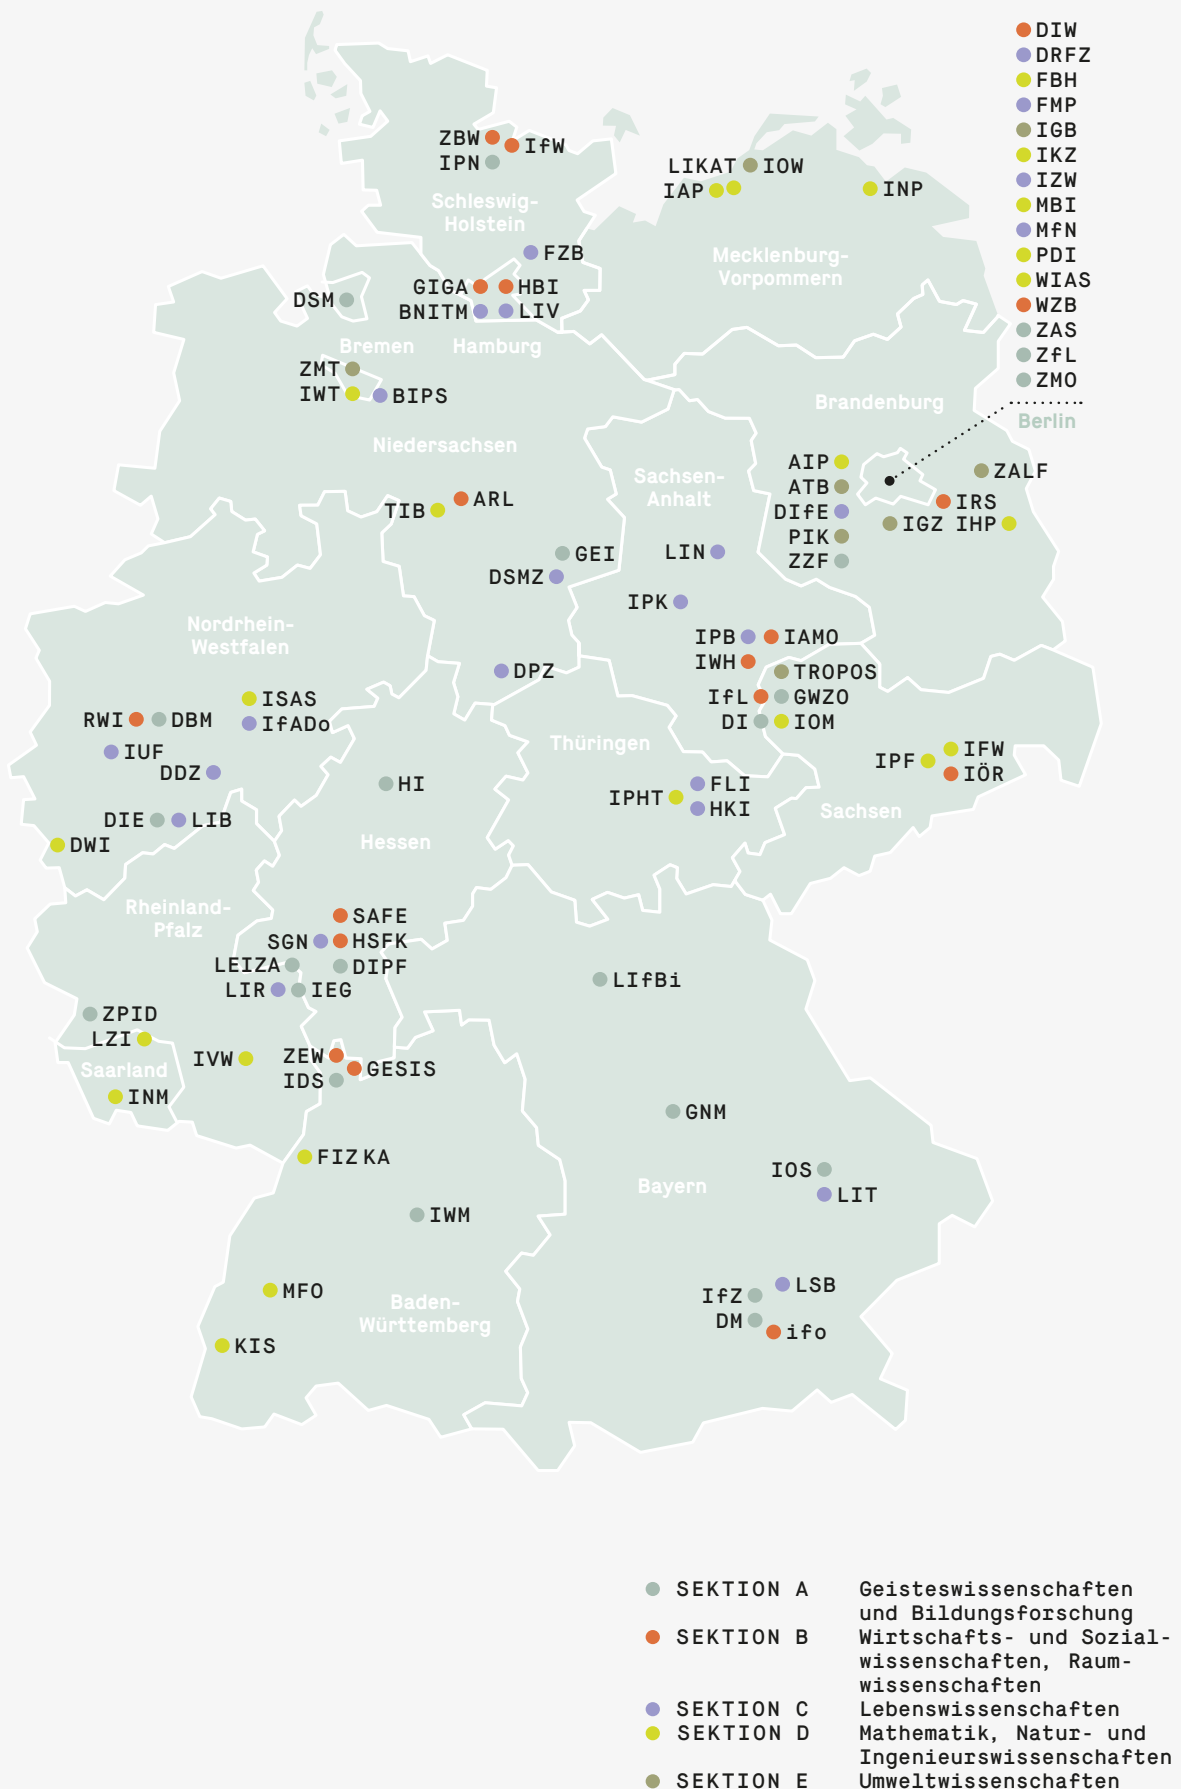 DIW
DRFZ
FBH
FMP
IGB
IKZ
IZW
MBI
MfN
PDI
WIAS
WZB
ZAS
ZfL
ZMO
Berlin
ZBW
IfW
IPN
LIKAT
IOW
IAP
INP
Schleswig-
Holstein
FZB
Mecklenburg-
Vorpommern
GIGA
HBI
DSM
BNITM
LIV
Bremen
Hamburg
ZMT
IWT
BIPS
Brandenburg
Niedersachsen
Sachsen-
Anhalt
AIP
ATB
DIfE
PIK
ZZF
ZALF
IRS
IGZ
IHP
ARL
TIB
GEI
DSMZ
LIN
IPK
Nordrhein-
Westfalen
IPB
IAMO
IWH
DPZ
TROPOS
IfL
GWZO
DI
IOM
ISAS
IfADo
RWI
DBM
IUF
DDZ
Thüringen
IFW
IPF
IÖR
HI
FLI
IPHT
HKI
Sachsen
DIE
LIB
DWI
Hessen
Rheinland-
Pfalz
SAFE
SGN
HSFK
LEIZA
DIPF
LIR
IEG
LIfBi
ZPID
LZI
IVW
ZEW
GESIS
IDS
Saarland
INM
GNM
FIZ KA
IOS
LIT
Bayern
IWM
MFO
LSB
IfZ
DM
ifo
Baden-
Württemberg
KIS
SEKTION A Geisteswissenschaften
und Bildungsforschung
SEKTION B Wirtschafts- und Sozial-
wissenschaften, Raum-
wissenschaften
SEKTION C Lebenswissenschaften
SEKTION D Mathematik, Natur- und
Ingenieurswissenschaften
SEKTION E Umweltwissenschaften